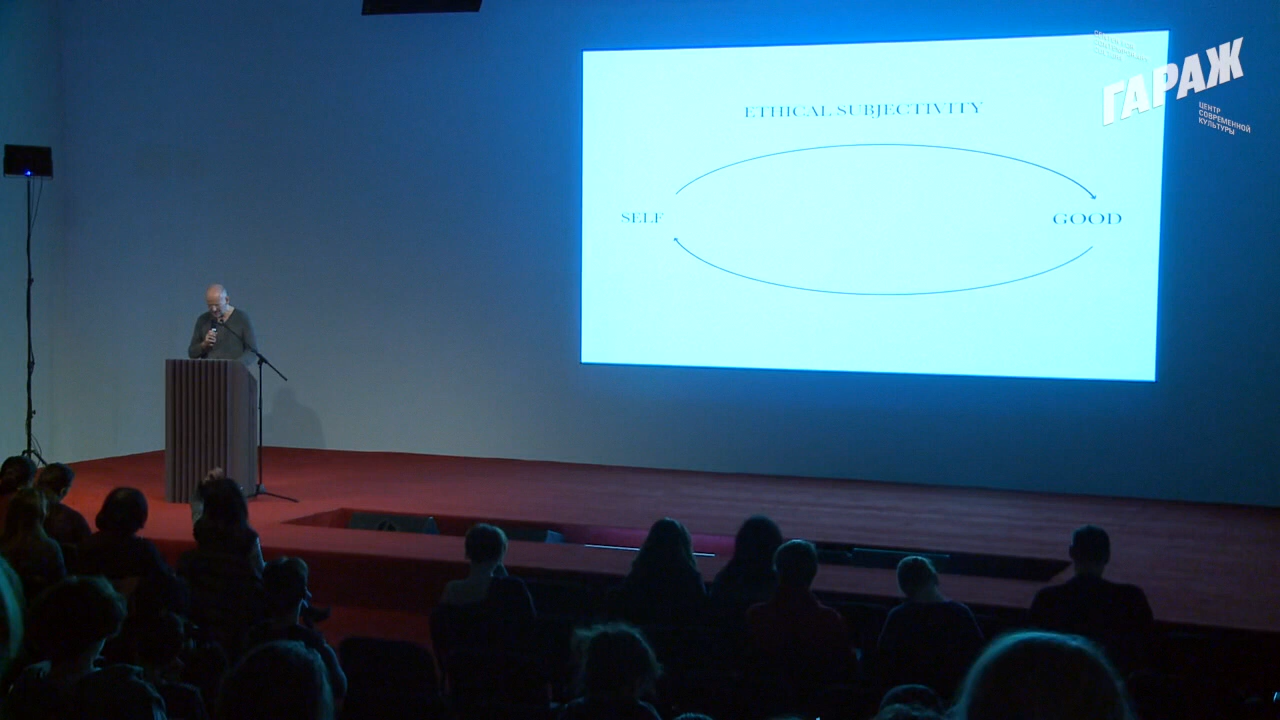 ETHICAL SUBJECTIVITY
SELF
GOOD
ГАРАЖ
ЦЕНТР
СОВРЕМЕННОЙ
КУЛЬТУРЫ